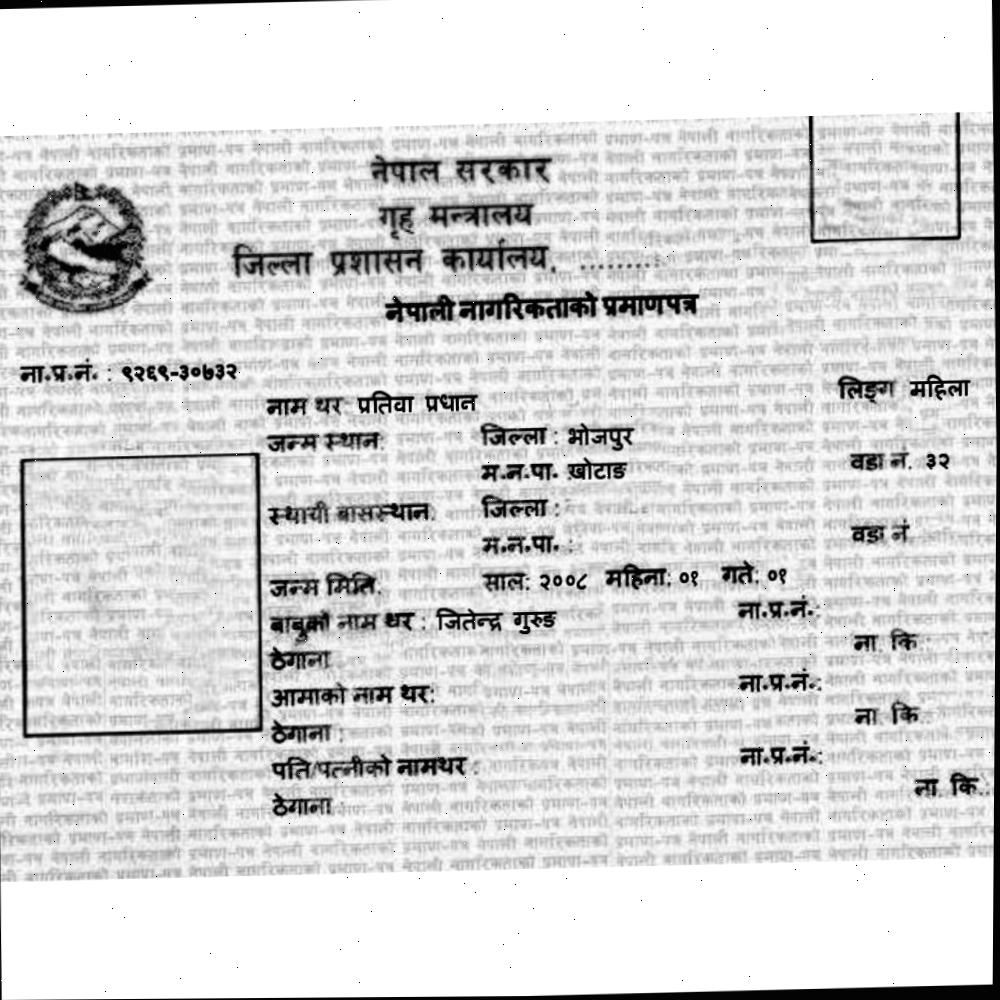 नेपाल सरकार
गृह मन्त्रालय
जिल्ला प्रशासन कार्यालय, ..........
नेपाली नागरिकताको प्रमाणपत्र
ना.प्र.नं. : ९२६९-३०७३२
नाम थर प्रतिवा प्रधान लिङ्ग महिला
जन्म स्थान: जिल्ला : भोजपुर
म.न.पा. खोटाङ वडा नं. ३२
स्थायी बासस्थान: जिल्ला :
म.न.पा. : वडा नं
जन्म मिति: साल: २००८ महिना: ०१ गते: ०१
बाबुको नाम थर : जितेन्द्र गुरुङ ना.प्र.नं.:
ठेगाना ना. कि.:
आमाको नाम थर: ना.प्र.नं.:
ठेगाना : ना. कि.
पति/पत्नीको नामथर : ना.प्र.नं.:
ठेगाना : ना. कि.: